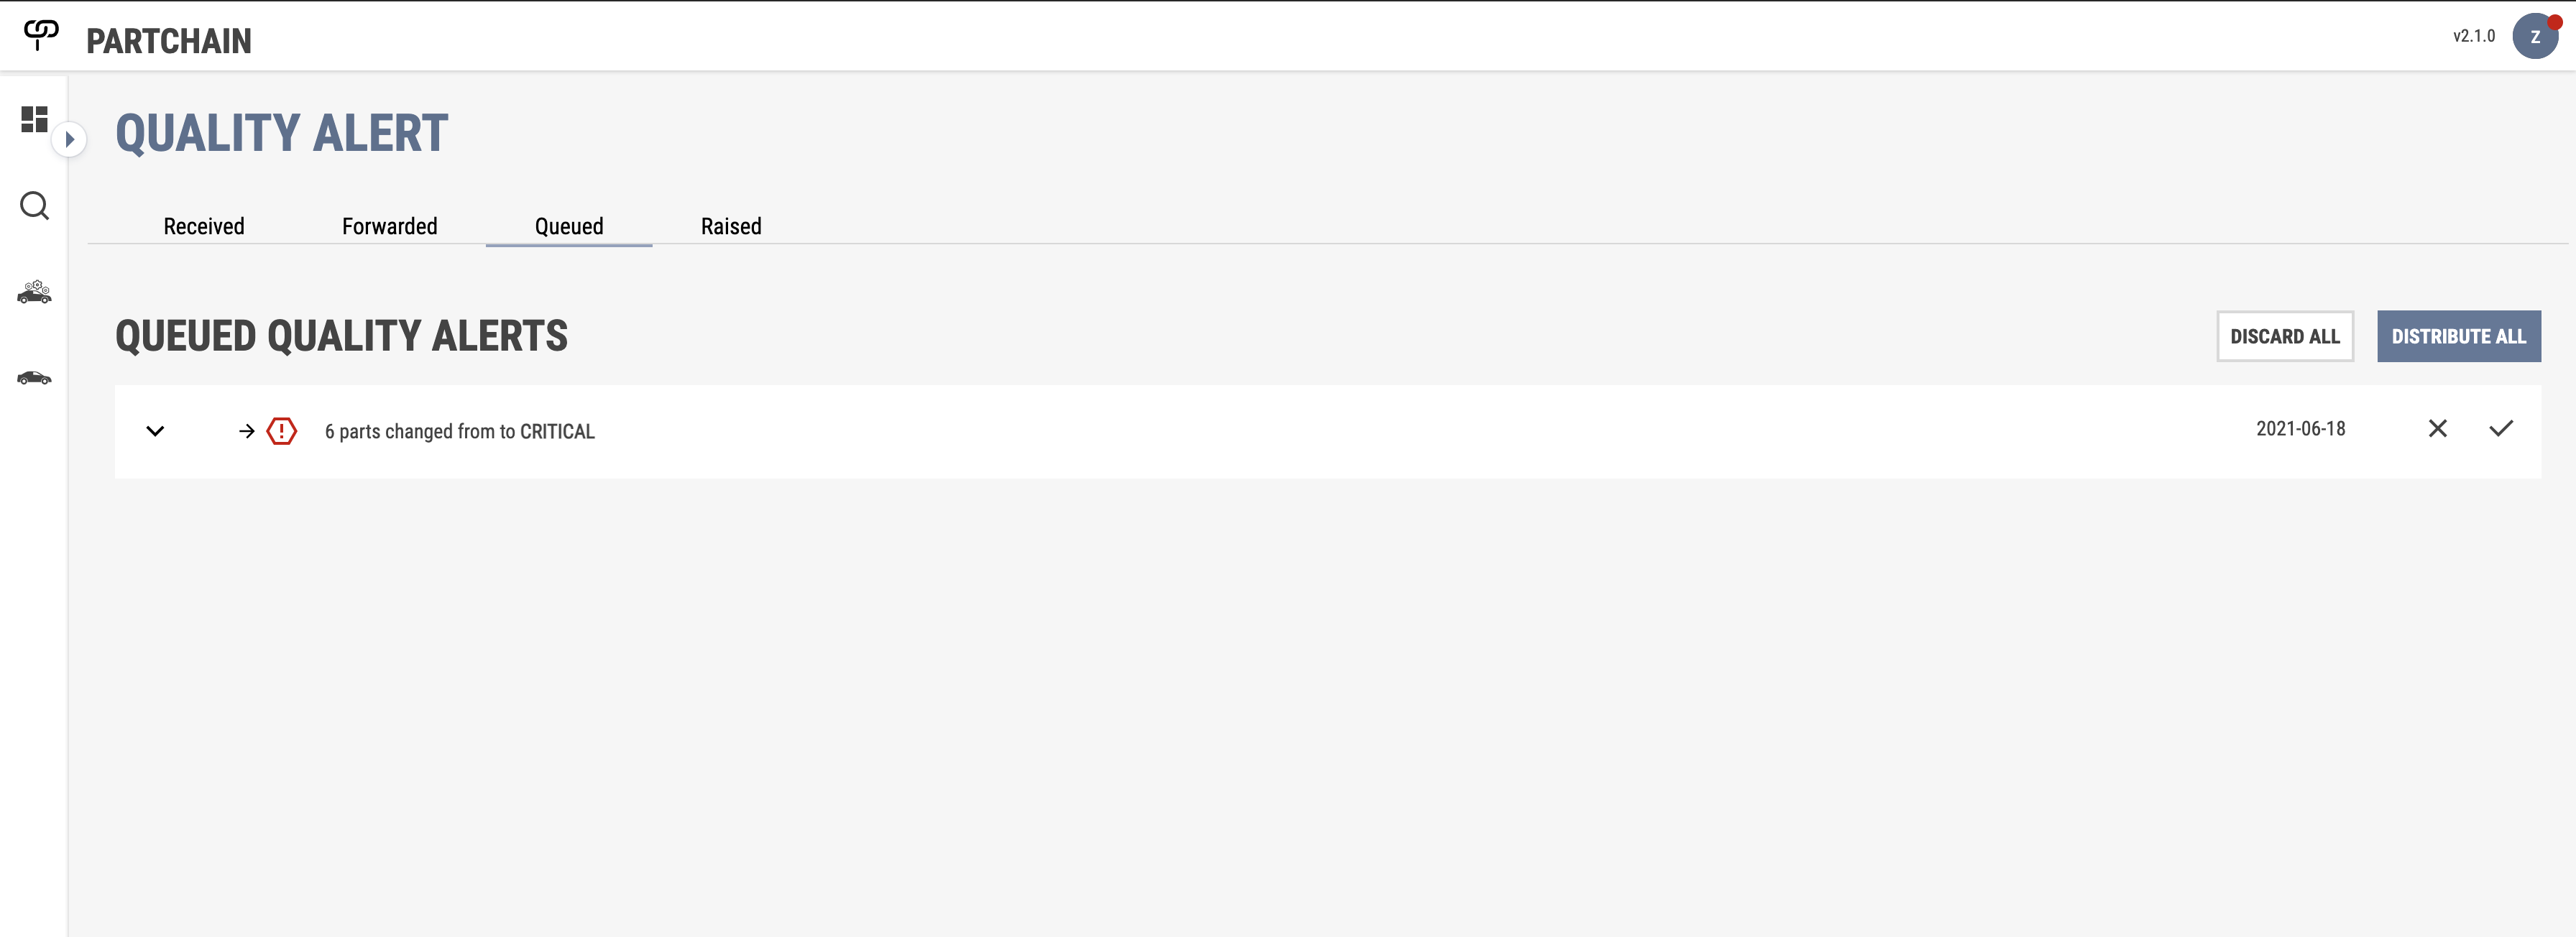 PARTCHAIN
v2.1.0
Z
QUALITY ALERT
Received
Forwarded
Queued
Raised
QUEUED QUALITY ALERTS
DISCARD ALL
DISTRIBUTE ALL
6 parts changed from to CRITICAL
2021-06-18